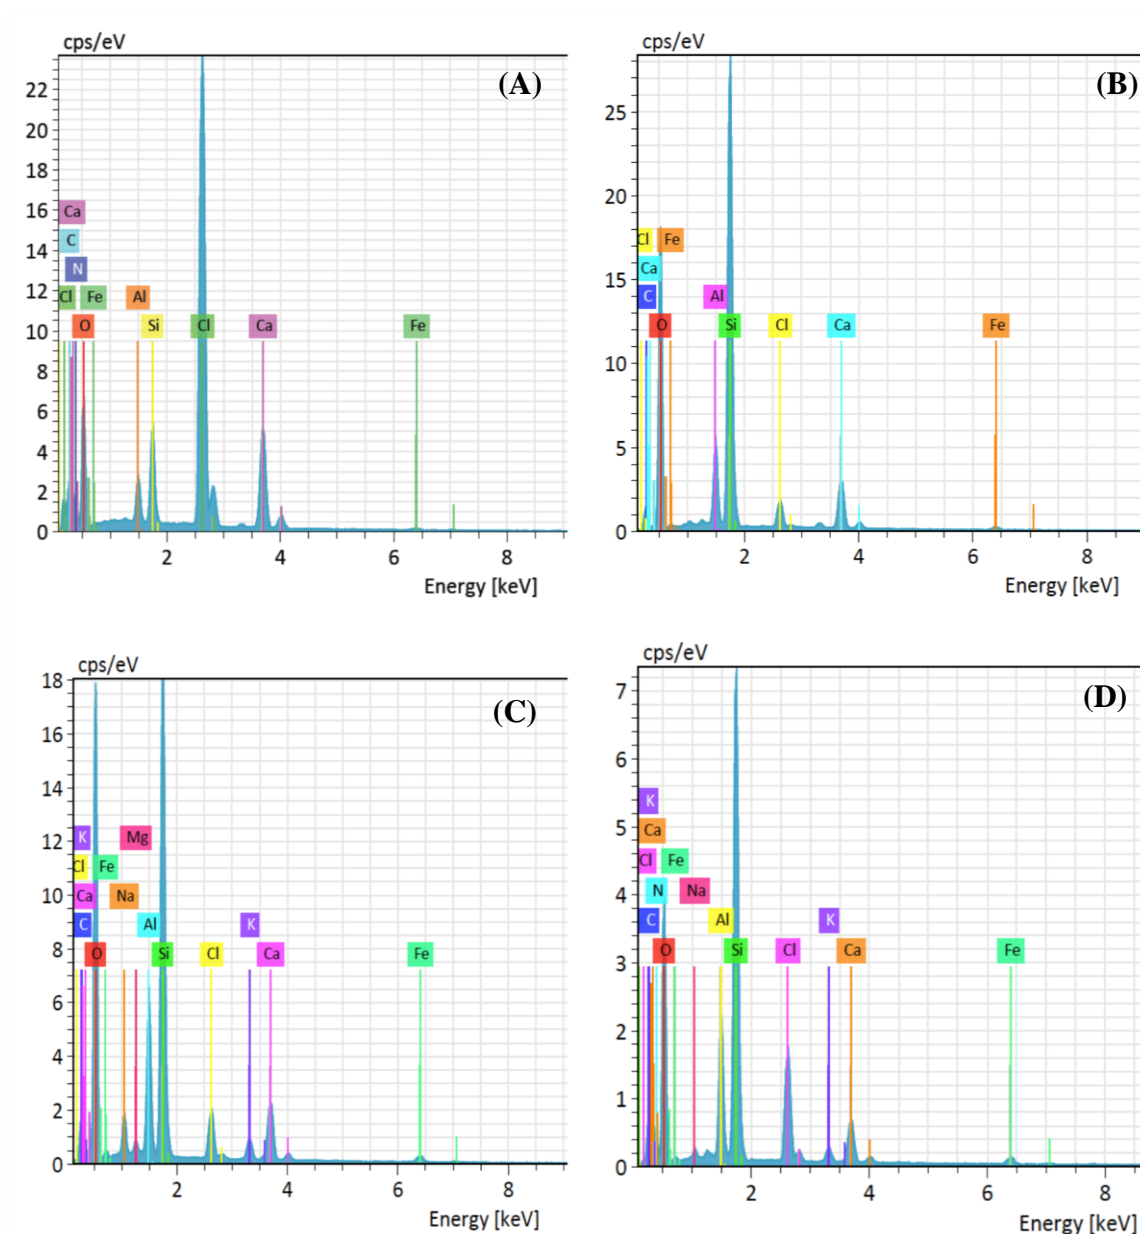 cps/eV
(A)
22
20
18
16
14
12
10
8
6
4
2
0
Ca
C
N
Cl Fe Al
O Si Cl Ca Fe
2 4 6 8
Energy [keV]
cps/eV
(B)
25
20
15
10
5
0
Cl Fe
Ca
C Al
O Si Cl Ca Fe
2 4 6 8
Energy [keV]
cps/eV
(C)
18
16
14
12
10
8
6
4
2
0
K Mg
Cl Fe
Ca Na
C Al K
O Si Cl Ca Fe
2 4 6 8
Energy [keV]
cps/eV
(D)
7
6
5
4
3
2
1
0
K
Ca
Cl Fe
N Na
C Al K
O Si Cl Ca Fe
2 4 6 8
Energy [keV]